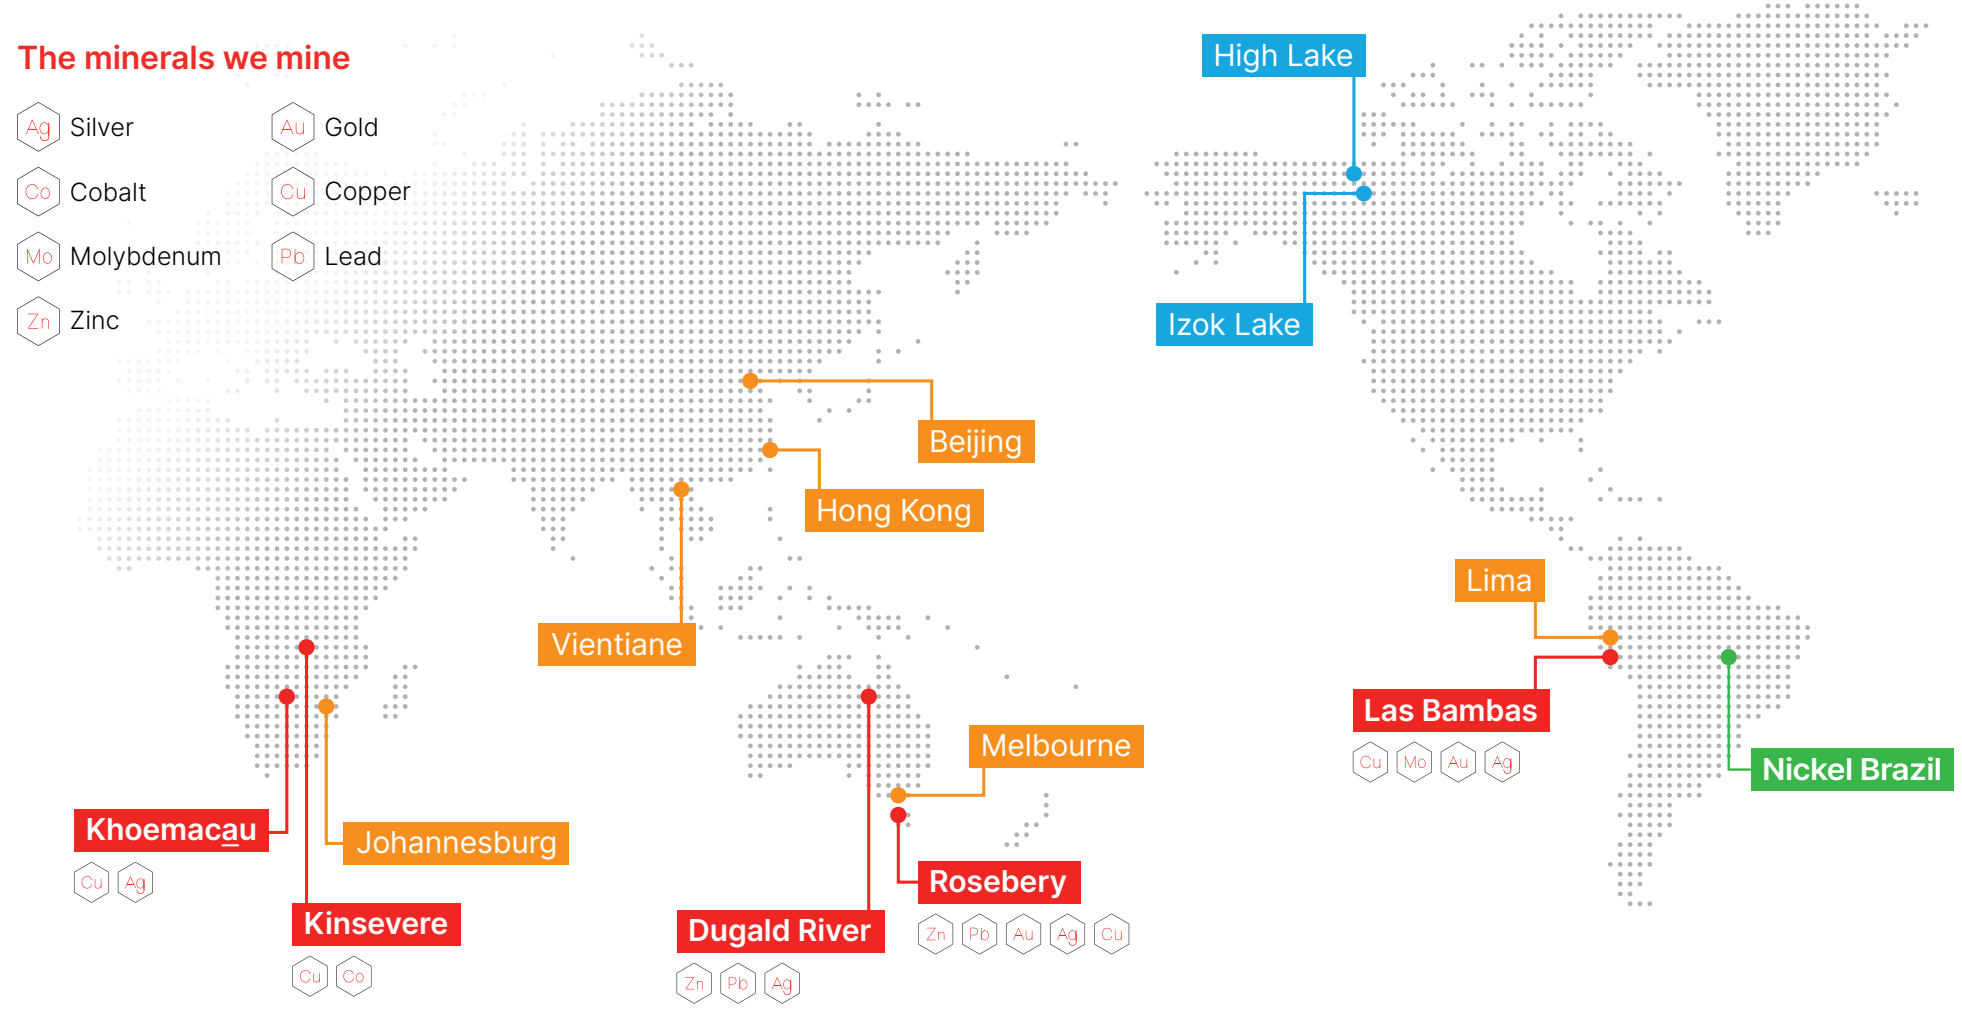 The minerals we mine
Ag Silver
Au Gold
Co Cobalt
Cu Copper
Mo Molybdenum
Pb Lead
Zn Zinc
High Lake
Izok Lake
Beijing
Hong Kong
Vientiane
Lima
Las Bambas
Cu Mo Au Ag
Nickel Brazil
Melbourne
Khoemaca̱u
Cu Ag
Johannesburg
Kinsevere
Cu Co
Rosebery
Zn Pb Au Ag Cu
Dugald River
Zn Pb Ag